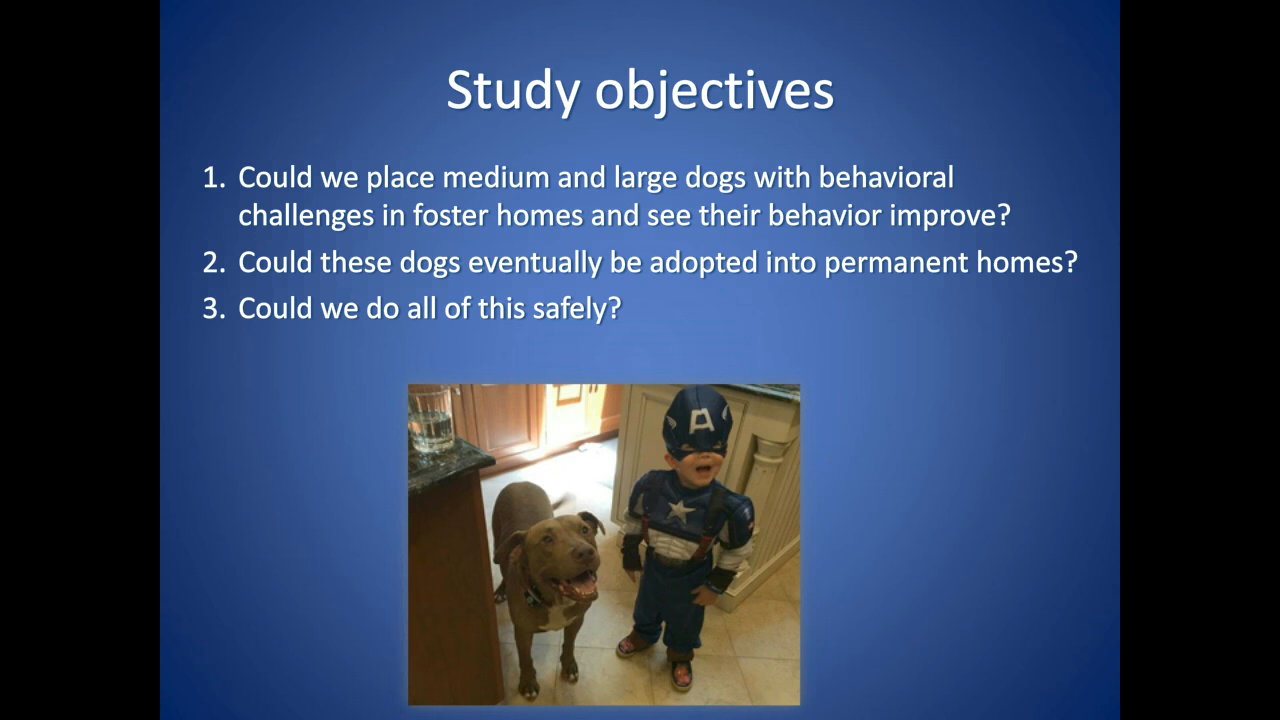 Study objectives
1. Could we place medium and large dogs with behavioral
challenges in foster homes and see their behavior improve?
2. Could these dogs eventually be adopted into permanent homes?
3. Could we do all of this safely?
A